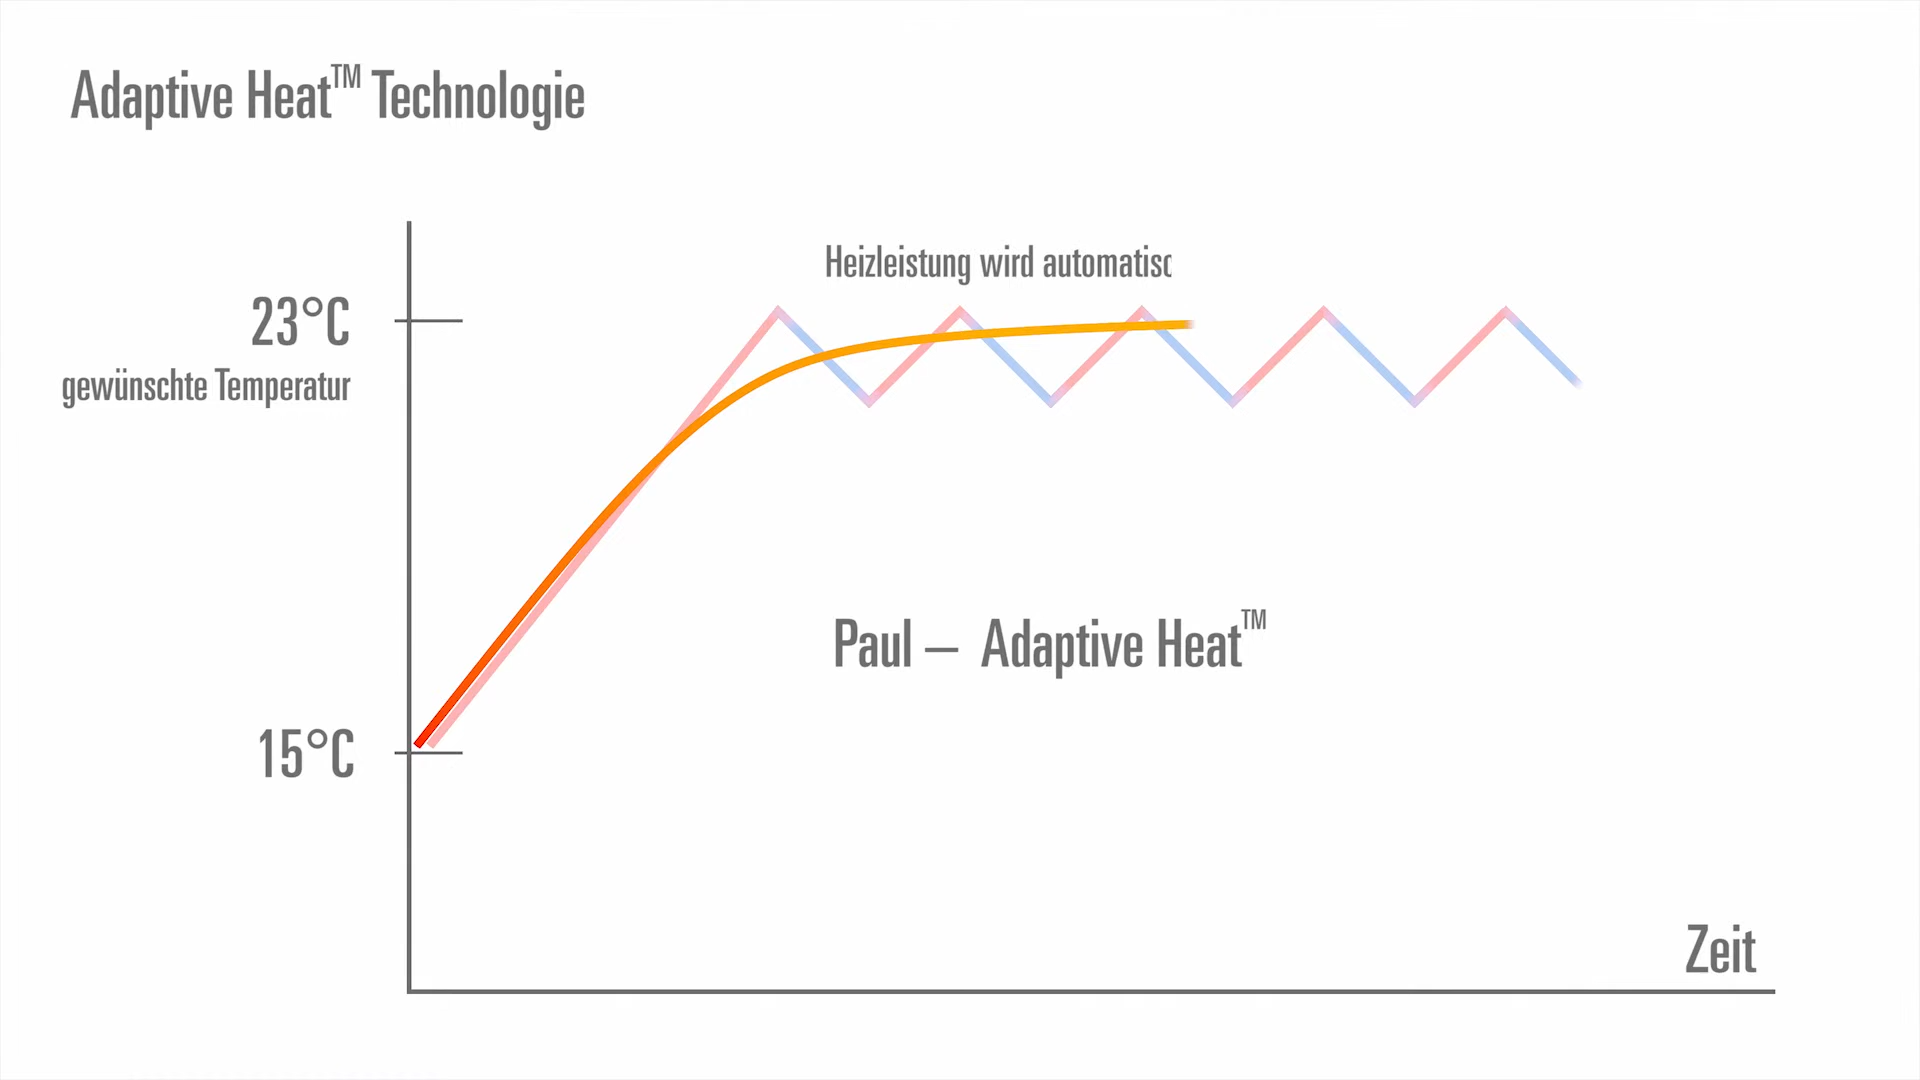 Adaptive Heat™ Technologie
Heizleistung wird automatisc
23°C
gewünschte Temperatur
Paul – Adaptive Heat™
15°C
Zeit